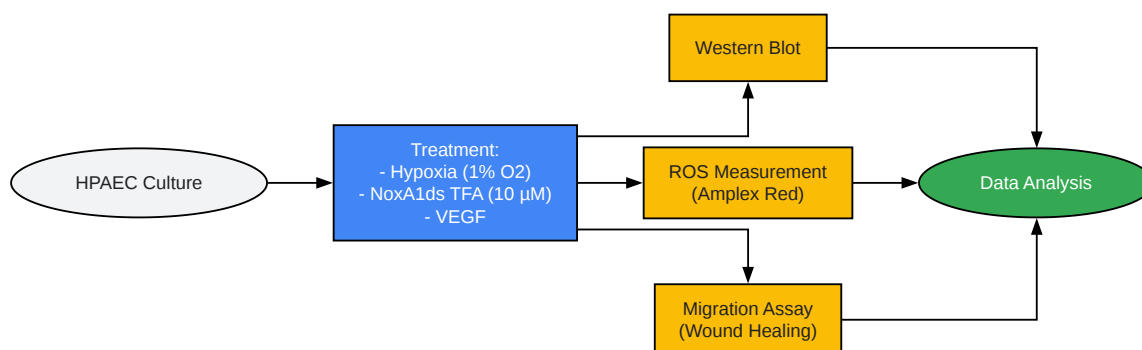 HPAEC Culture
Treatment:
- Hypoxia (1% O2)
- NoxA1ds TFA (10 µM)
- VEGF
Western Blot
ROS Measurement
(Amplex Red)
Migration Assay
(Wound Healing)
Data Analysis